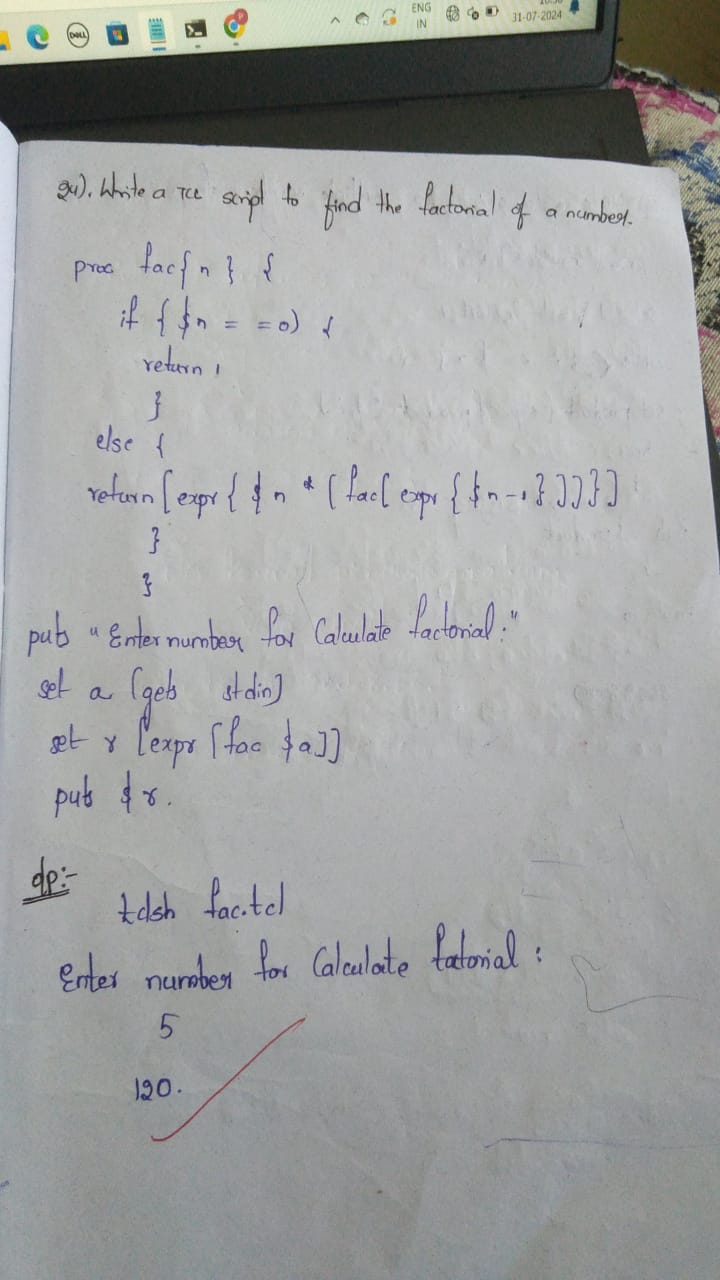 ENG
IN
31-07-2024
DELL
24). Write a TCL script to find the factorial of a number.
proc fac{ n } {
if { $n = = 0) {
return 1
}
else {
return [expr { $n * [ fac[ expr { $n-1 } ] ] } ]
}
}
puts "Enter number for Calculate factorial:"
set a [gets stdin]
set r [expr [fac $a]]
puts $r.
op:-
tclsh fac.tcl
Enter number for Calculate fatorial :
5
120.